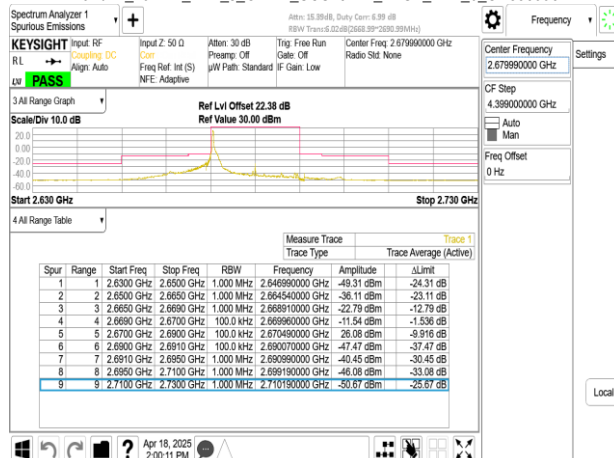 Spectrum Analyzer 1
Spurious Emissions
Attn: 15.39dB, Duty Corr: 6.99 dB
RBW Trans:6.02dB(2668.99~2690.99MHz)
Frequency
KEYSIGHT Input: RF Input Z: 50 Ω Atten: 30 dB Trig: Free Run Center Freq: 2.679990000 GHz
RL Coupling: DC Corr Preamp: Off Gate: Off Radio Std: None
Align: Auto Freq Ref: Int (S) µW Path: Standard IF Gain: Low
LXI PASS NFE: Adaptive
Center Frequency
2.679990000 GHz
Settings
CF Step
4.399000000 GHz
Auto
Man
Freq Offset
0 Hz
3 All Range Graph
Ref Lvl Offset 22.38 dB
Scale/Div 10.0 dB Ref Value 30.00 dBm
20.0
0.00
-20.0
-40.0
-60.0
Start 2.630 GHz Stop 2.730 GHz
4 All Range Table
Measure Trace Trace 1
Trace Type Trace Average (Active)
Spur Range Start Freq Stop Freq RBW Frequency Amplitude ΔLimit
1 1 2.6300 GHz 2.6500 GHz 1.000 MHz 2.646990000 GHz -49.31 dBm -24.31 dB
2 2 2.6500 GHz 2.6650 GHz 1.000 MHz 2.664540000 GHz -36.11 dBm -23.11 dB
3 3 2.6650 GHz 2.6690 GHz 1.000 MHz 2.668910000 GHz -22.79 dBm -12.79 dB
4 4 2.6690 GHz 2.6700 GHz 100.0 kHz 2.669960000 GHz -11.54 dBm -1.536 dB
5 5 2.6700 GHz 2.6900 GHz 100.0 kHz 2.670490000 GHz 26.08 dBm -9.916 dB
6 6 2.6900 GHz 2.6910 GHz 100.0 kHz 2.690070000 GHz -47.47 dBm -37.47 dB
7 7 2.6910 GHz 2.6950 GHz 1.000 MHz 2.690990000 GHz -40.45 dBm -30.45 dB
8 8 2.6950 GHz 2.7100 GHz 1.000 MHz 2.699190000 GHz -46.08 dBm -33.08 dB
9 9 2.7100 GHz 2.7300 GHz 1.000 MHz 2.710190000 GHz -50.67 dBm -25.67 dB
Local
Apr 18, 2025
2:00:11 PM